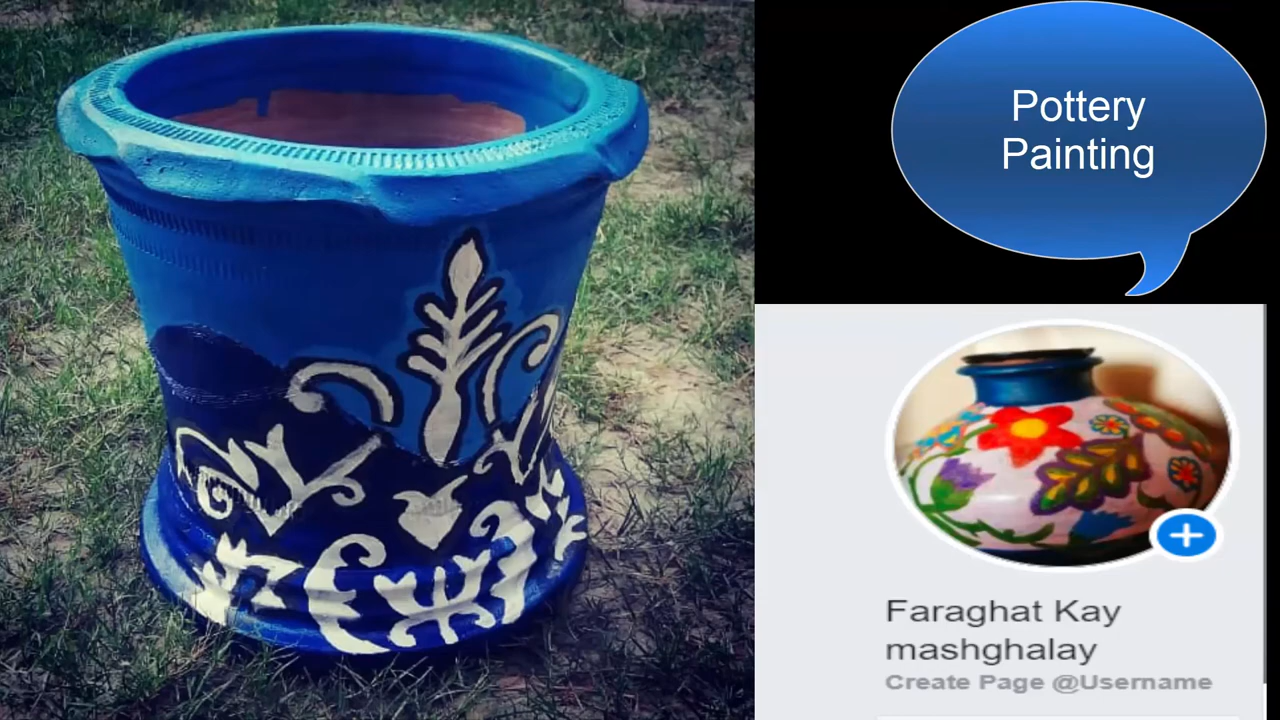 Pottery
Painting
Faraghat Kay
mashghalay
Create Page @Username